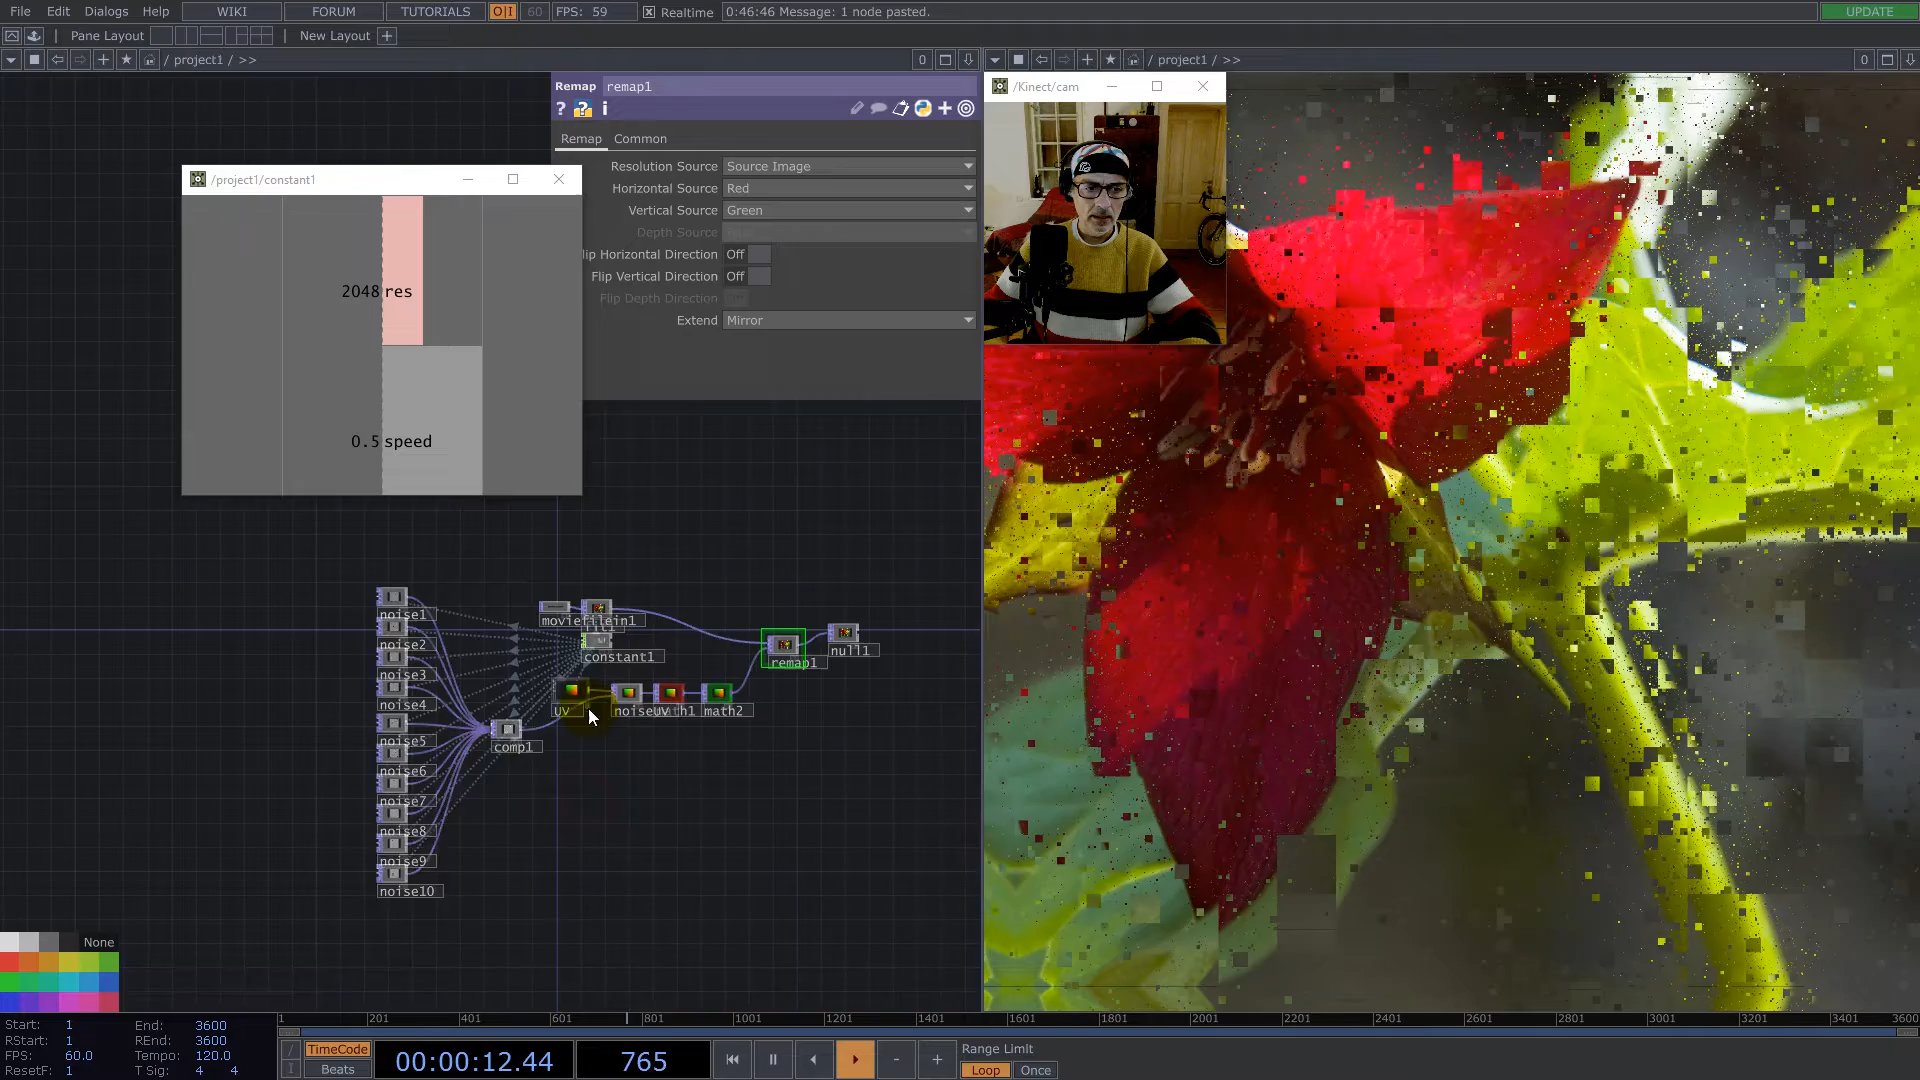 File Edit Dialogs Help WIKI FORUM TUTORIALS O|I 60 FPS: 59 Realtime 0:46:46 Message: 1 node pasted. UPDATE
Pane Layout New Layout
/ project1 / >> 0 / project1 / >> 0
Remap remap1
/Kinect/cam
Remap Common
Resolution Source Source Image
Horizontal Source Red
Vertical Source Green
Depth Source
lip Horizontal Direction Off
Flip Vertical Direction Off
Flip Depth Direction
Extend Mirror
/project1/constant1
2048 res
0.5 speed
noise1
noise2
noise3
noise4
noise5
noise6
noise7
noise8
noise9
noise10
comp1
moviefilein1
constant1
UV
noiseUV
math2
remap1
null1
None
1 201 401 601 801 1001 1201 1401 1601 1801 2001 2201 2401 2601 2801 3001 3201 3401 3600
Start: 1 End: 3600
RStart: 1 REnd: 3600
FPS: 60.0 Tempo: 120.0
ResetF: 1 T Sig: 4 4
TimeCode
Beats
00:00:12.44
765
Range Limit
Loop Once